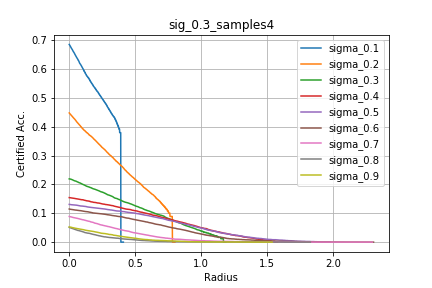 sig_0.3_samples4
Certified Acc.
0.7
0.6
0.5
0.4
0.3
0.2
0.1
0.0
sigma_0.1
sigma_0.2
sigma_0.3
sigma_0.4
sigma_0.5
sigma_0.6
sigma_0.7
sigma_0.8
sigma_0.9
0.0 0.5 1.0 1.5 2.0
Radius